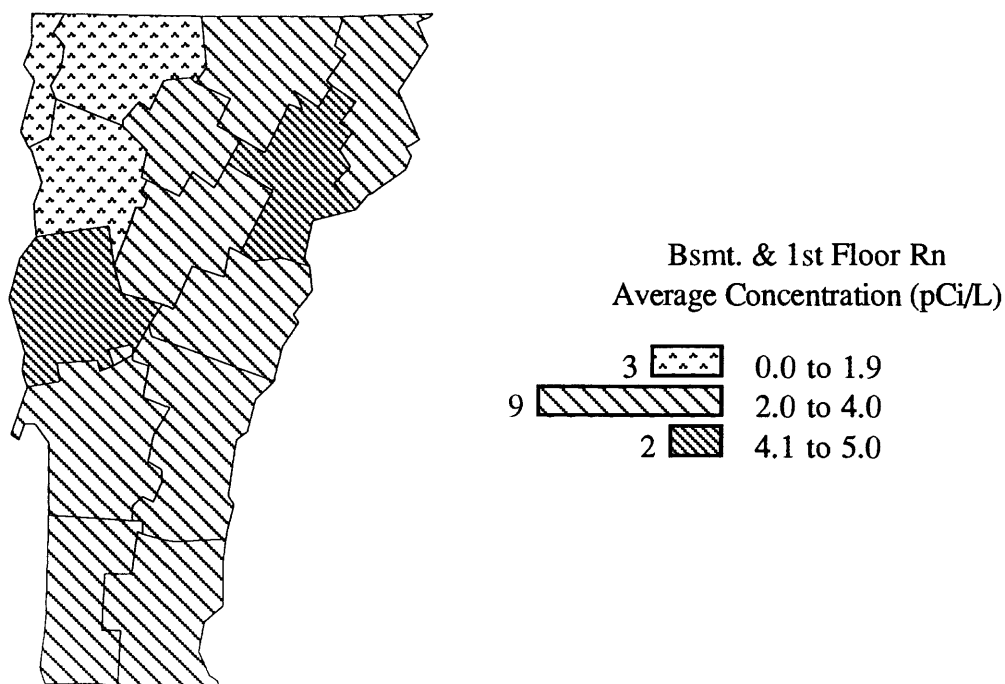 Bsmt. & 1st Floor Rn
Average Concentration (pCi/L)
3 0.0 to 1.9
9 2.0 to 4.0
2 4.1 to 5.0